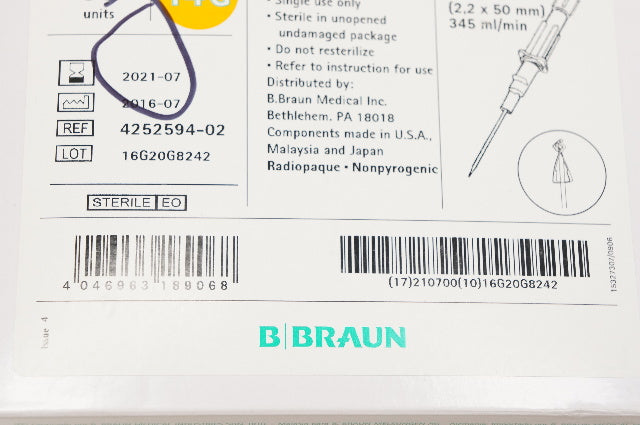 units
14G
2021-07
2016-07
REF 4252594-02
LOT 16G20G8242
STERILE EO
• Single use only
• Sterile in unopened
undamaged package
• Do not resterilize
• Refer to instruction for use
Distributed by:
B.Braun Medical Inc.
Bethlehem, PA 18018
Components made in U.S.A.,
Malaysia and Japan
Radiopaque • Nonpyrogenic
(2,2 x 50 mm)
345 ml/min
4 046963 189068
(17)210700(10)16G20G8242
Issue 4
B|BRAUN